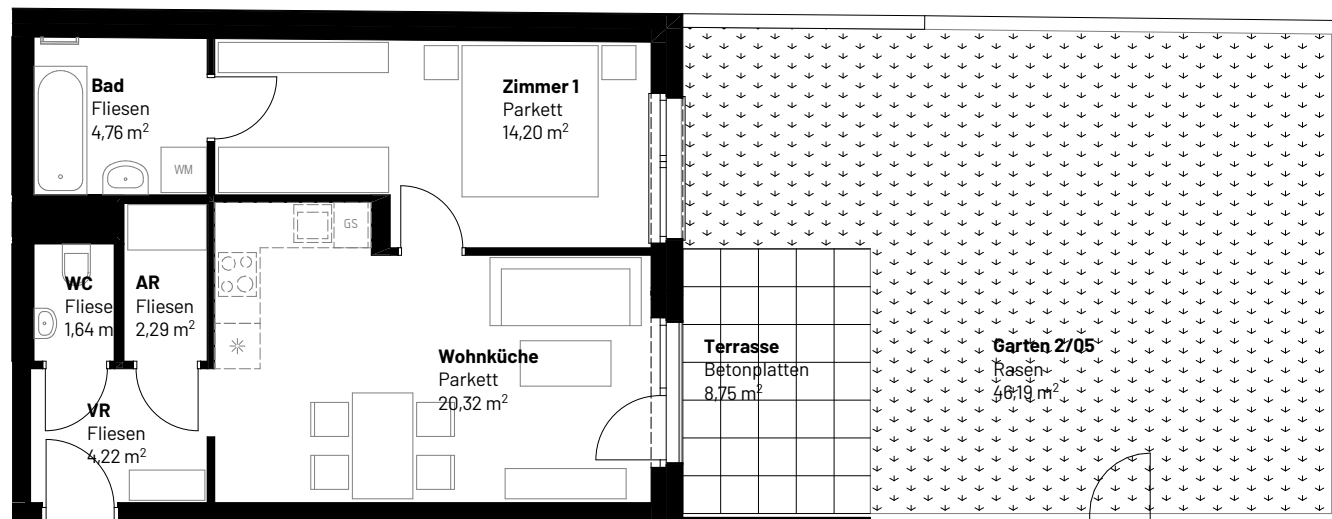 Bad
Fliesen
4,76 m²
WM
Zimmer 1
Parkett
14,20 m²
GS
WC
Fliese
1,64 m
AR
Fliesen
2,29 m²
VR
Fliesen
4,22 m²
Wohnküche
Parkett
20,32 m²
Terrasse
Betonplatten
8,75 m²
Garten 2/05
Rasen
46,19 m²